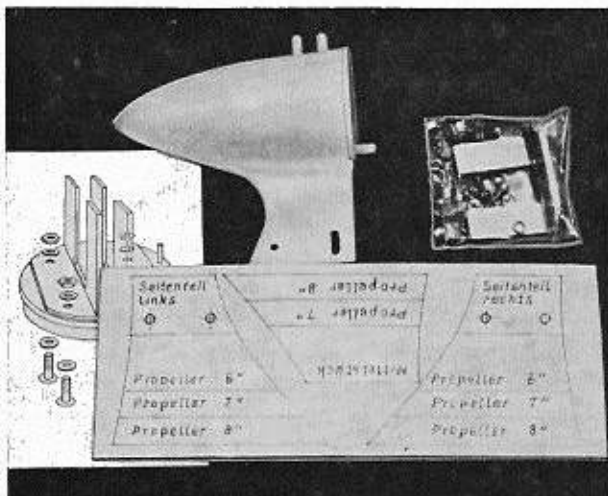 Seitenteil
Links
Propeller 6"
Propeller 7"
Propeller 8"
Propeller 8"
Propeller 7"
Mittelstück
Seitenteil
rechts
Propeller 6"
Propeller 7"
Propeller 8"